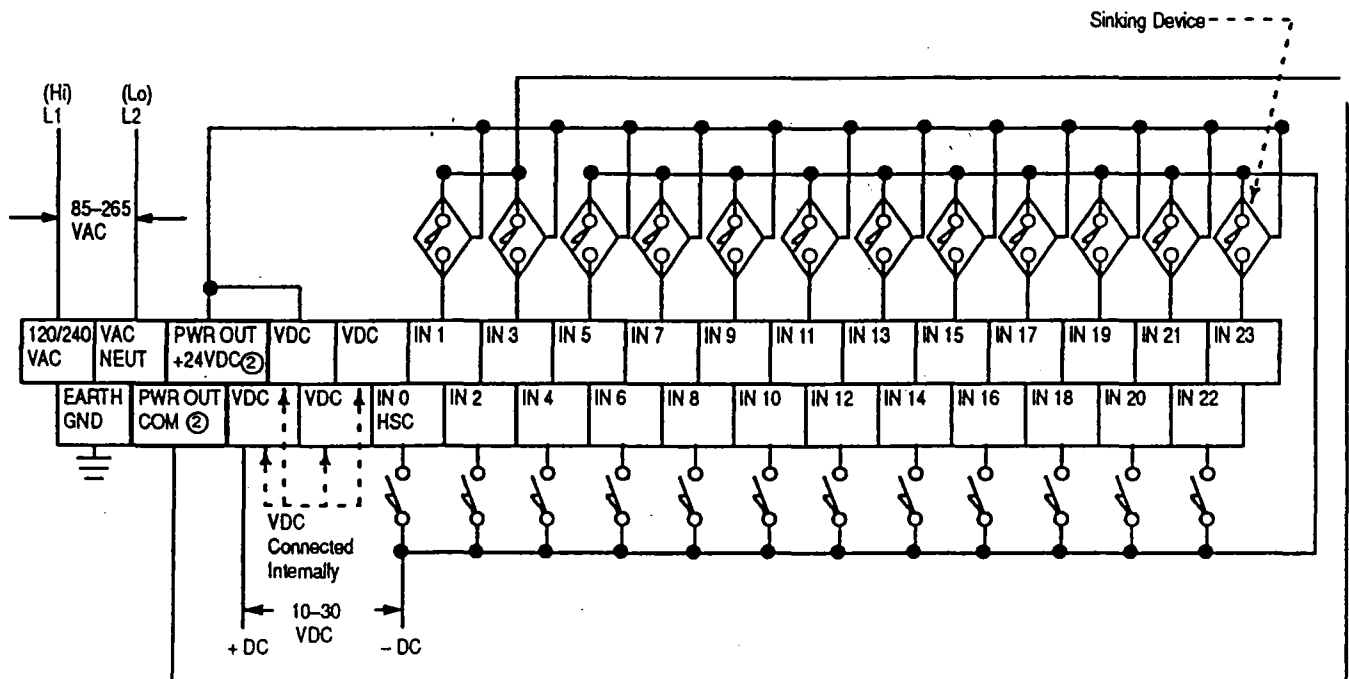 Sinking Device
(Hi)
L1
(Lo)
L2
85–265
VAC
120/240
VAC
VAC
NEUT
PWR OUT
+24VDC②
VDC
VDC
IN 1
IN 3
IN 5
IN 7
IN 9
IN 11
IN 13
IN 15
IN 17
IN 19
IN 21
IN 23
EARTH
GND
PWR OUT
COM ②
VDC
VDC
IN 0
HSC
IN 2
IN 4
IN 6
IN 8
IN 10
IN 12
IN 14
IN 16
IN 18
IN 20
IN 22
VDC
Connected
Internally
10–30
VDC
+ DC
– DC